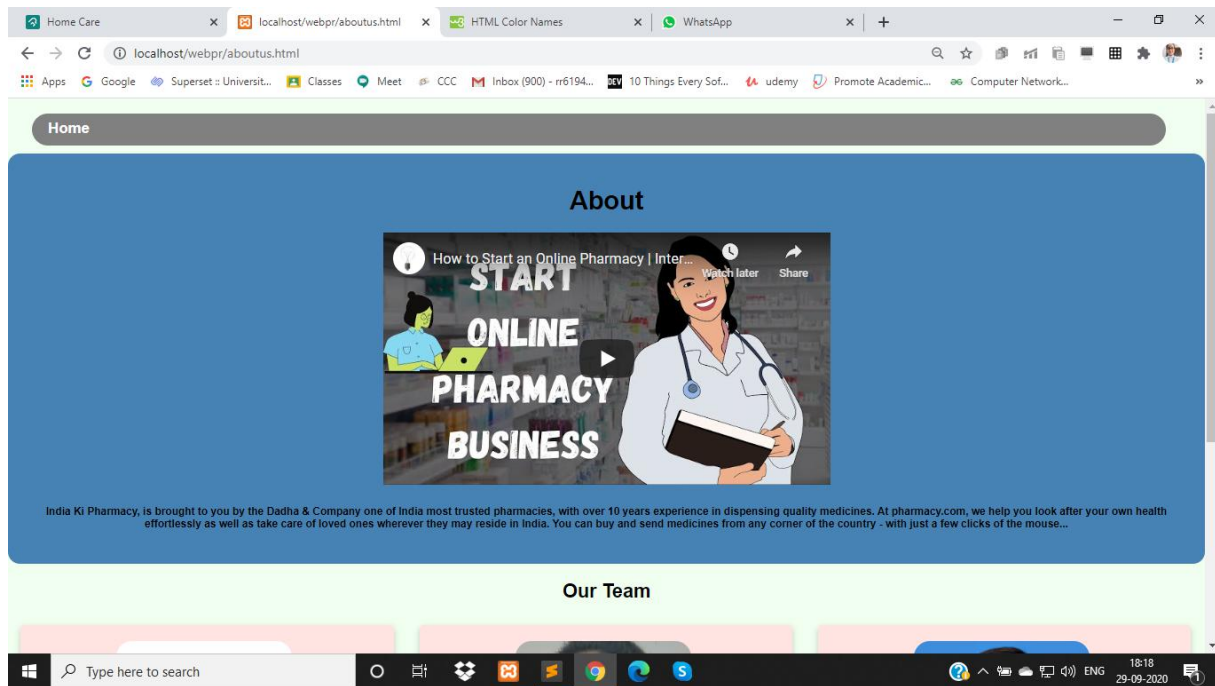 Home Care
localhost/webpr/aboutus.html
HTML Color Names
WhatsApp
localhost/webpr/aboutus.html
Apps Google Superset :: Universit... Classes Meet CCC Inbox (900) - rr6194... DEV 10 Things Every Sof... udemy Promote Academic... Computer Network...
Home
About
How to Start an Online Pharmacy | Inter...
Watch later Share
START
ONLINE
PHARMACY
BUSINESS
India Ki Pharmacy, is brought to you by the Dadha & Company one of India most trusted pharmacies, with over 10 years experience in dispensing quality medicines. At pharmacy.com, we help you look after your own health
effortlessly as well as take care of loved ones wherever they may reside in India. You can buy and send medicines from any corner of the country - with just a few clicks of the mouse...
Our Team
Type here to search
ENG
18:18
29-09-2020
1